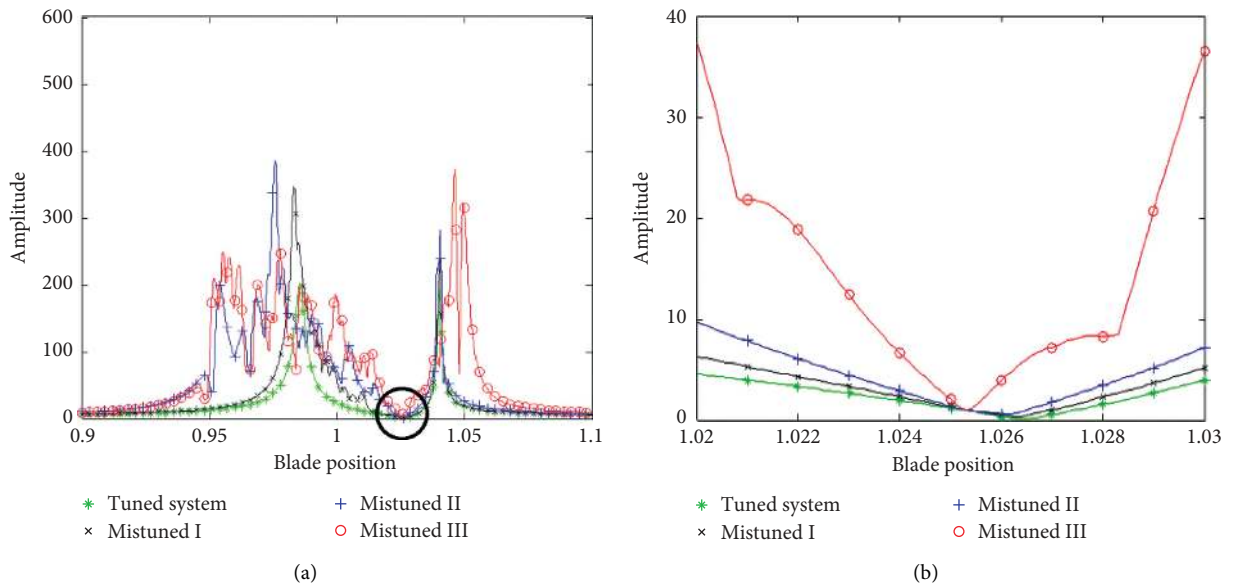 600
500
400
300
200
100
0
Amplitude
0.9
0.95
1
1.05
1.1
Blade position
Tuned system
Mistuned I
Mistuned II
Mistuned III
(a)
40
30
20
10
0
Amplitude
1.02
1.022
1.024
1.026
1.028
1.03
Blade position
Tuned system
Mistuned I
Mistuned II
Mistuned III
(b)